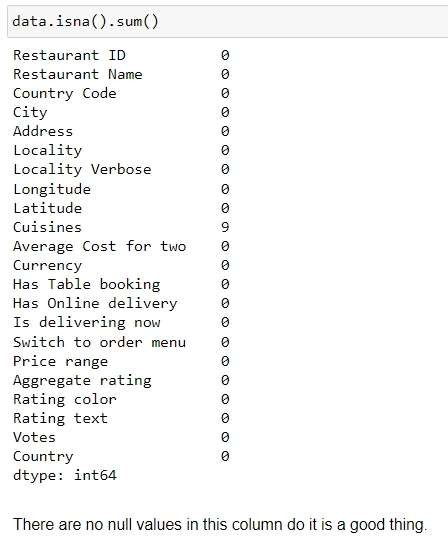 data.isna().sum()
Restaurant ID 0
Restaurant Name 0
Country Code 0
City 0
Address 0
Locality 0
Locality Verbose 0
Longitude 0
Latitude 0
Cuisines 9
Average Cost for two 0
Currency 0
Has Table booking 0
Has Online delivery 0
Is delivering now 0
Switch to order menu 0
Price range 0
Aggregate rating 0
Rating color 0
Rating text 0
Votes 0
Country 0
dtype: int64
There are no null values in this column do it is a good thing.